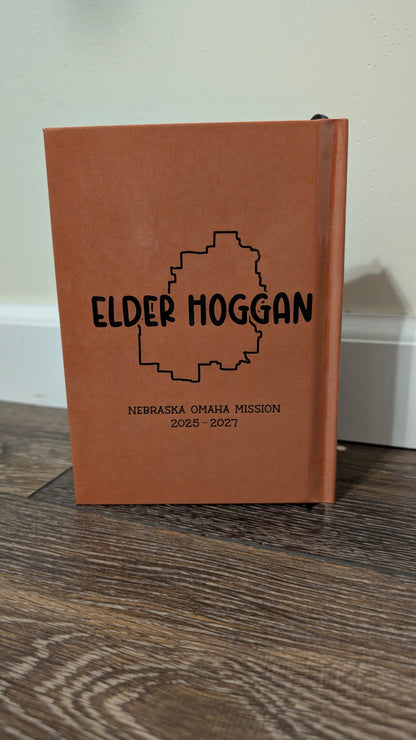 ELDER HOGGAN
NEBRASKA OMAHA MISSION
2025-2027